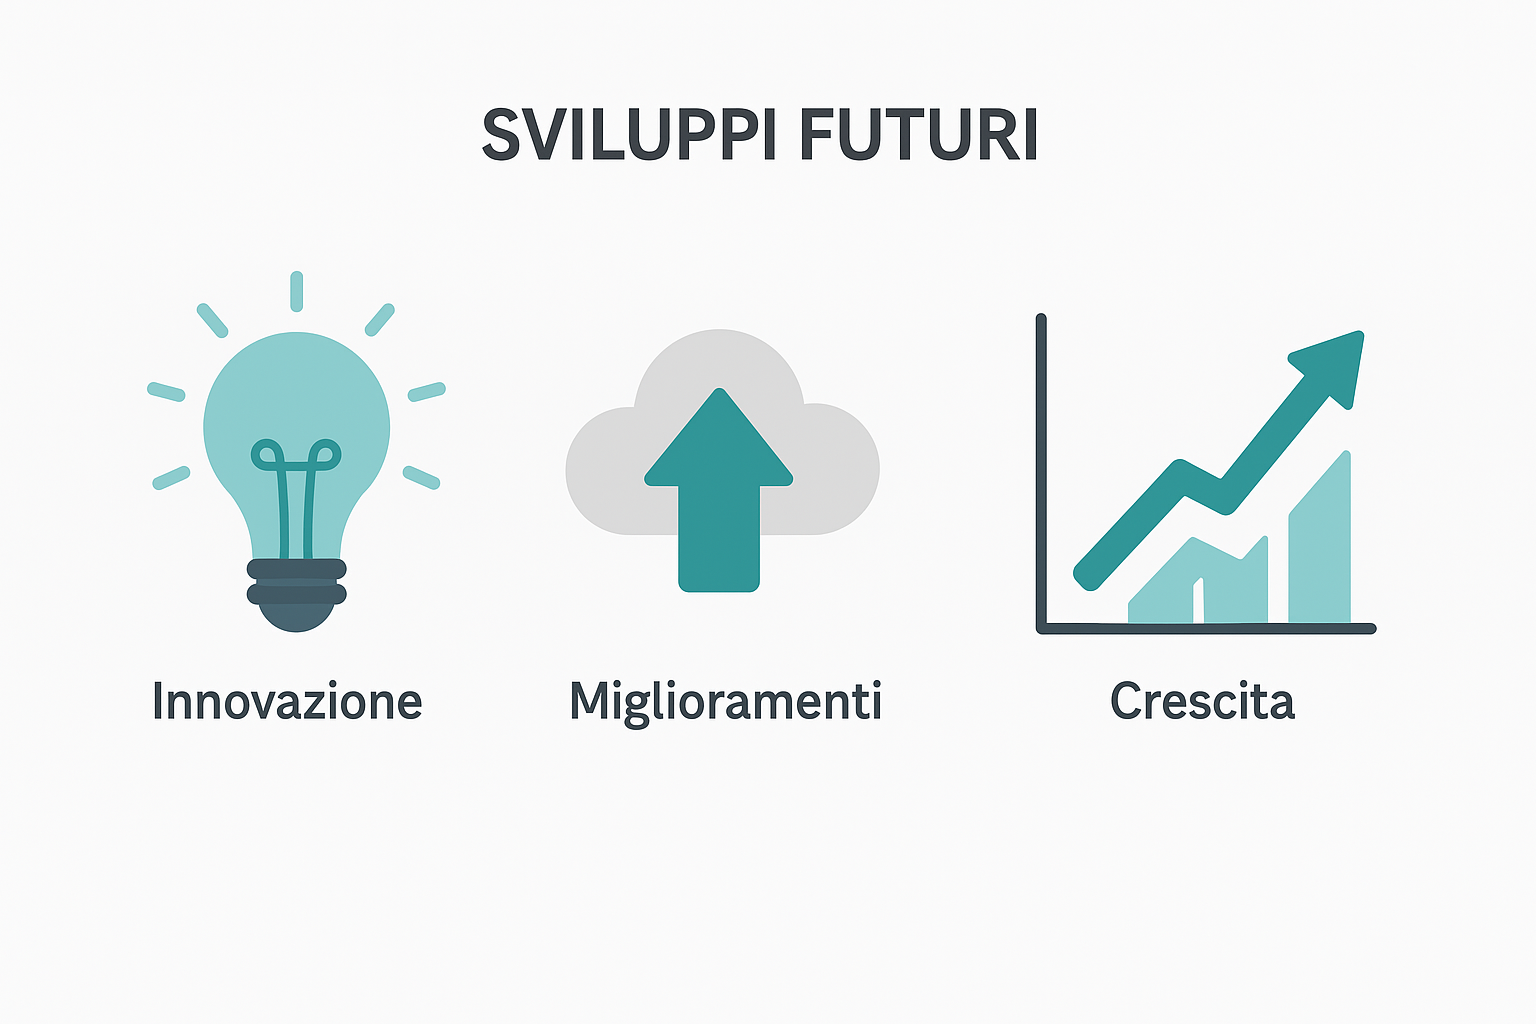 SVILUPPI FUTURI
Innovazione
Miglioramenti
Crescita